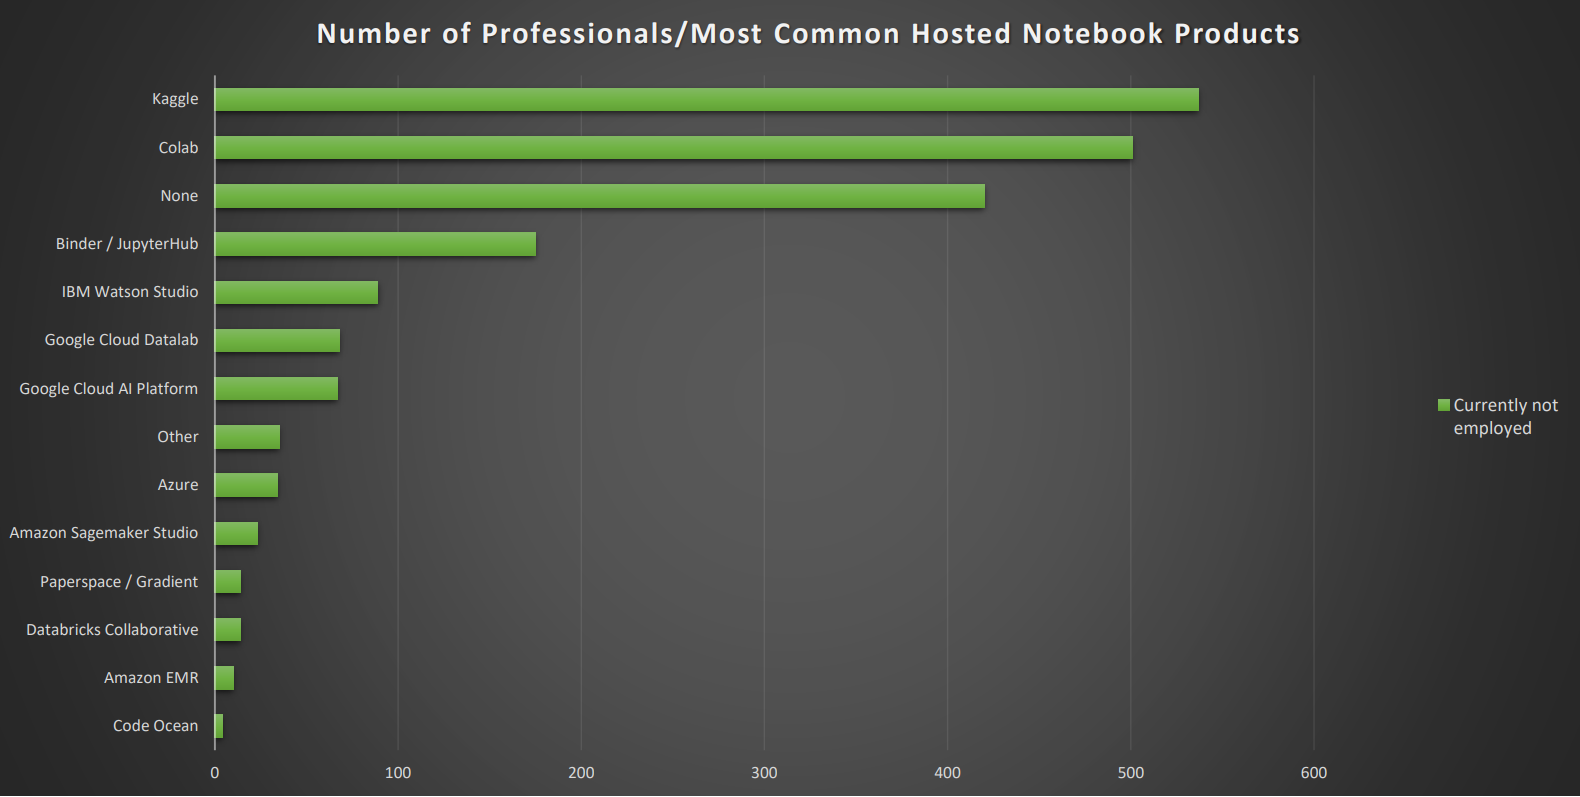 Number of Professionals/Most Common Hosted Notebook Products
Kaggle
Colab
None
Binder / JupyterHub
IBM Watson Studio
Google Cloud Datalab
Google Cloud AI Platform
Other
Azure
Amazon Sagemaker Studio
Paperspace / Gradient
Databricks Collaborative
Amazon EMR
Code Ocean
0 100 200 300 400 500 600
Currently not
employed